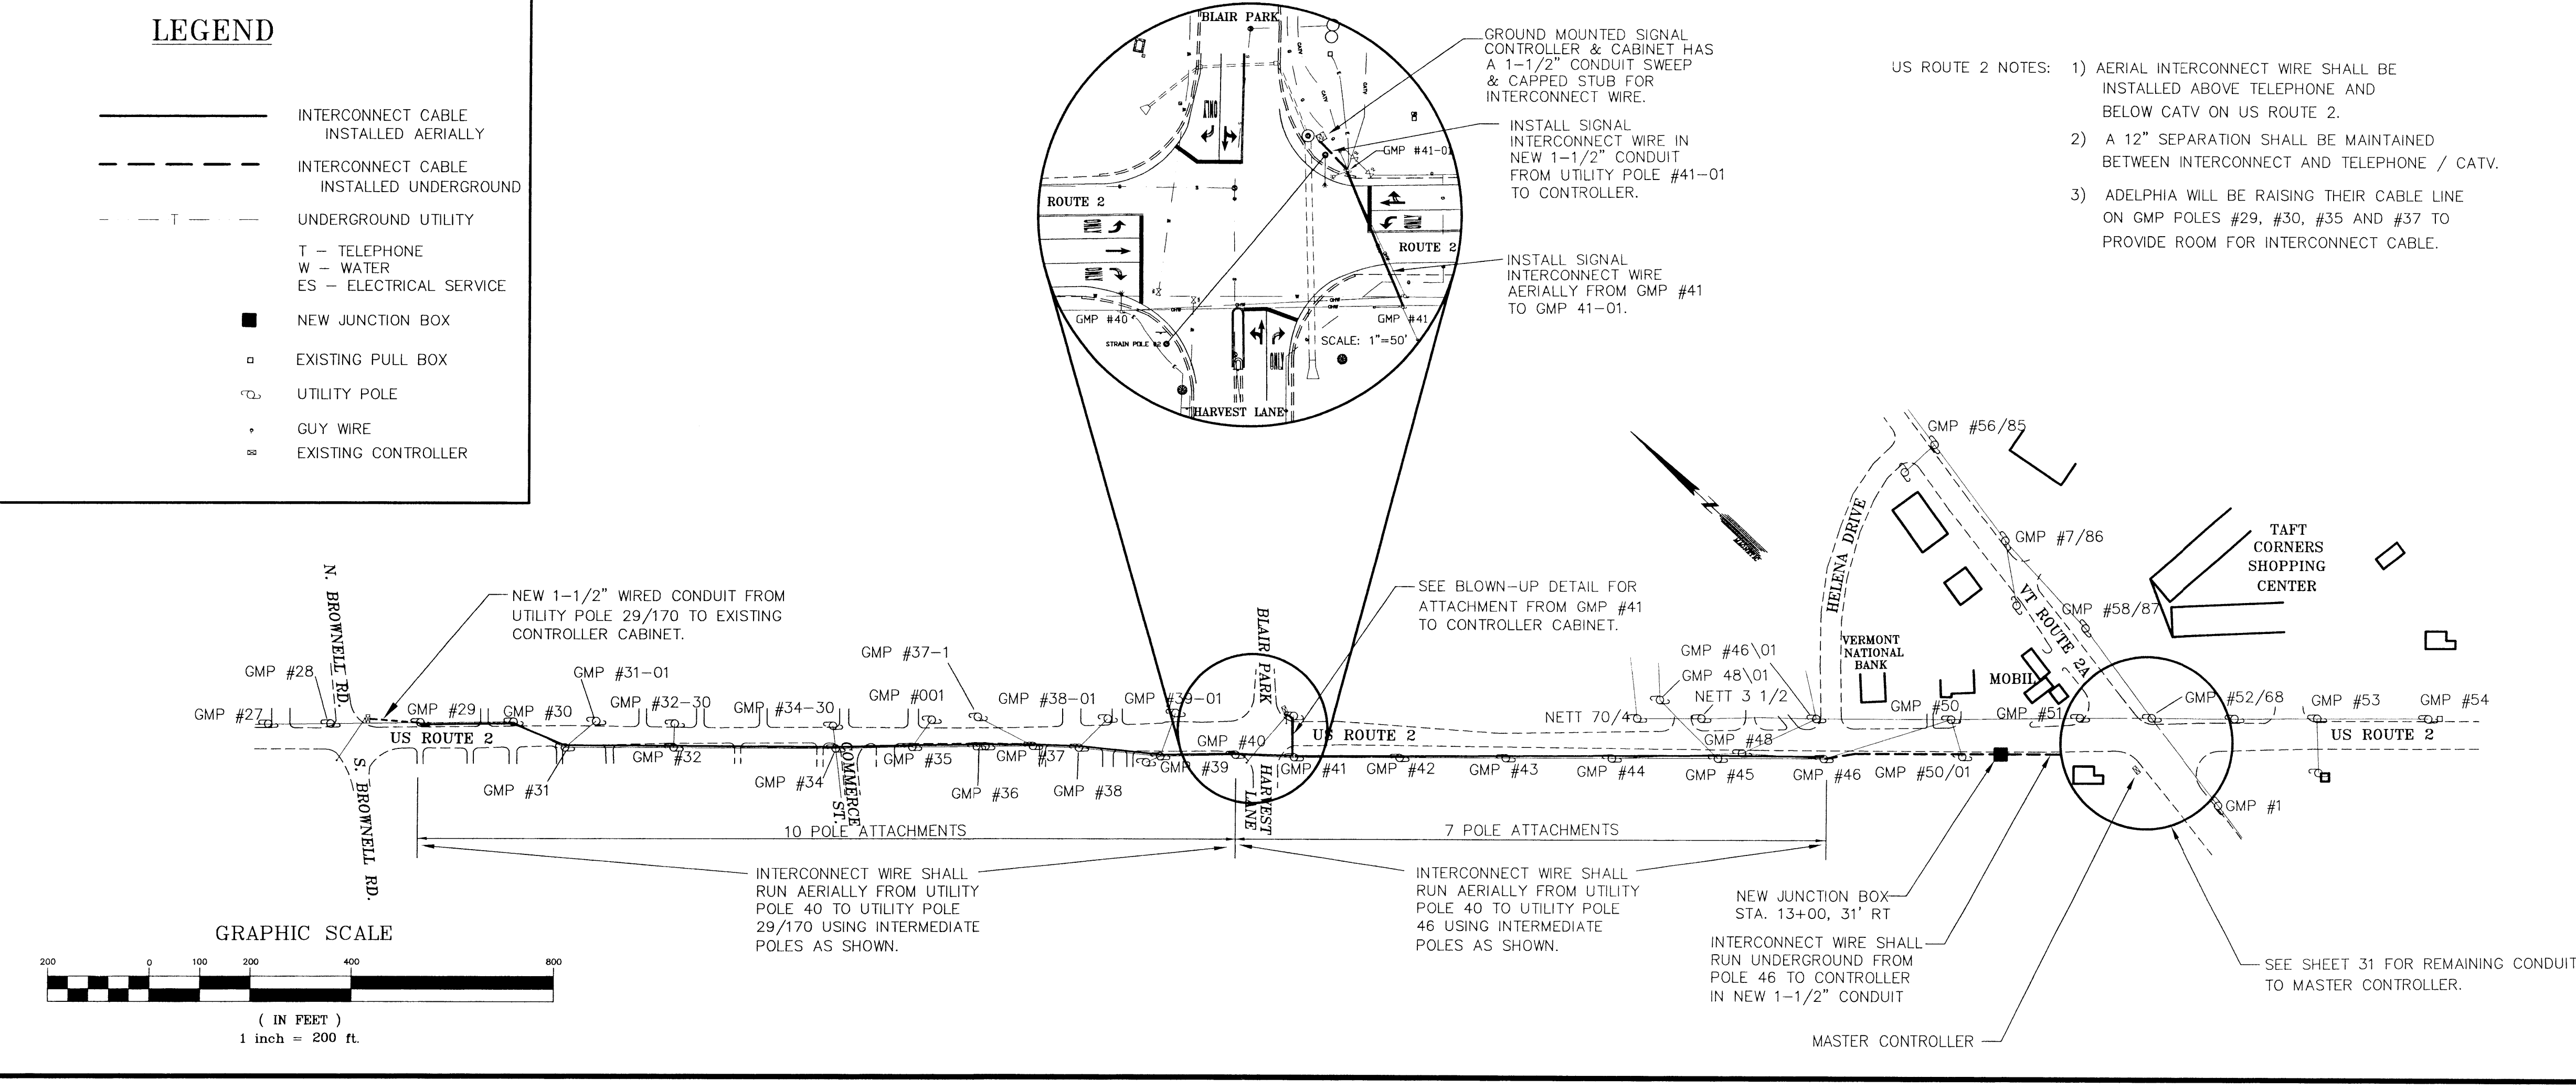 LEGEND
INTERCONNECT CABLE
INSTALLED AERIALLY
INTERCONNECT CABLE
INSTALLED UNDERGROUND
T
UNDERGROUND UTILITY
T – TELEPHONE
W – WATER
ES – ELECTRICAL SERVICE
NEW JUNCTION BOX
EXISTING PULL BOX
UTILITY POLE
GUY WIRE
EXISTING CONTROLLER
BLAIR PARK
ONLY
CATV
CATV
CATV
GMP #41-01
ROUTE 2
ROUTE 2
GMP #40
GMP #41
STRAIN POLE #2
SCALE: 1"=50'
ONLY
HARVEST LANE
GROUND MOUNTED SIGNAL
CONTROLLER & CABINET HAS
A 1-1/2" CONDUIT SWEEP
& CAPPED STUB FOR
INTERCONNECT WIRE.
INSTALL SIGNAL
INTERCONNECT WIRE IN
NEW 1-1/2" CONDUIT
FROM UTILITY POLE #41-01
TO CONTROLLER.
INSTALL SIGNAL
INTERCONNECT WIRE
AERIALLY FROM GMP #41
TO GMP 41-01.
US ROUTE 2 NOTES: 1) AERIAL INTERCONNECT WIRE SHALL BE
INSTALLED ABOVE TELEPHONE AND
BELOW CATV ON US ROUTE 2.
2) A 12" SEPARATION SHALL BE MAINTAINED
BETWEEN INTERCONNECT AND TELEPHONE / CATV.
3) ADELPHIA WILL BE RAISING THEIR CABLE LINE
ON GMP POLES #29, #30, #35 AND #37 TO
PROVIDE ROOM FOR INTERCONNECT CABLE.
N
GMP #56/85
GMP #7/86
GMP #58/87
HELENA DRIVE
VT ROUTE 2A
TAFT
CORNERS
SHOPPING
CENTER
VERMONT
NATIONAL
BANK
MOBIL
N. BROWNELL RD.
S. BROWNELL RD.
NEW 1-1/2" WIRED CONDUIT FROM
UTILITY POLE 29/170 TO EXISTING
CONTROLLER CABINET.
SEE BLOWN-UP DETAIL FOR
ATTACHMENT FROM GMP #41
TO CONTROLLER CABINET.
BLAIR PARK
HARVEST
LANE
COMMERCE
ST.
GMP #27
GMP #28
GMP #29
GMP #30
GMP #31-01
GMP #32-30
GMP #34-30
GMP #001
GMP #37-1
GMP #38-01
GMP #39-01
GMP #46\01
GMP 48\01
NETT 3 1/2
NETT 70/4
GMP #50
GMP #51
GMP #52/68
GMP #53
GMP #54
US ROUTE 2
US ROUTE 2
US ROUTE 2
GMP #31
GMP #32
GMP #34
GMP #35
GMP #36
GMP #37
GMP #38
GMP #39
GMP #40
GMP #41
GMP #42
GMP #43
GMP #44
GMP #45
GMP #46
GMP #48
GMP #50/01
GMP #1
10 POLE ATTACHMENTS
7 POLE ATTACHMENTS
INTERCONNECT WIRE SHALL
RUN AERIALLY FROM UTILITY
POLE 40 TO UTILITY POLE
29/170 USING INTERMEDIATE
POLES AS SHOWN.
INTERCONNECT WIRE SHALL
RUN AERIALLY FROM UTILITY
POLE 40 TO UTILITY POLE
46 USING INTERMEDIATE
POLES AS SHOWN.
NEW JUNCTION BOX
STA. 13+00, 31' RT
INTERCONNECT WIRE SHALL
RUN UNDERGROUND FROM
POLE 46 TO CONTROLLER
IN NEW 1-1/2" CONDUIT
MASTER CONTROLLER
SEE SHEET 31 FOR REMAINING CONDUIT
TO MASTER CONTROLLER.
GRAPHIC SCALE
200 0 100 200 400 800
( IN FEET )
1 inch = 200 ft.